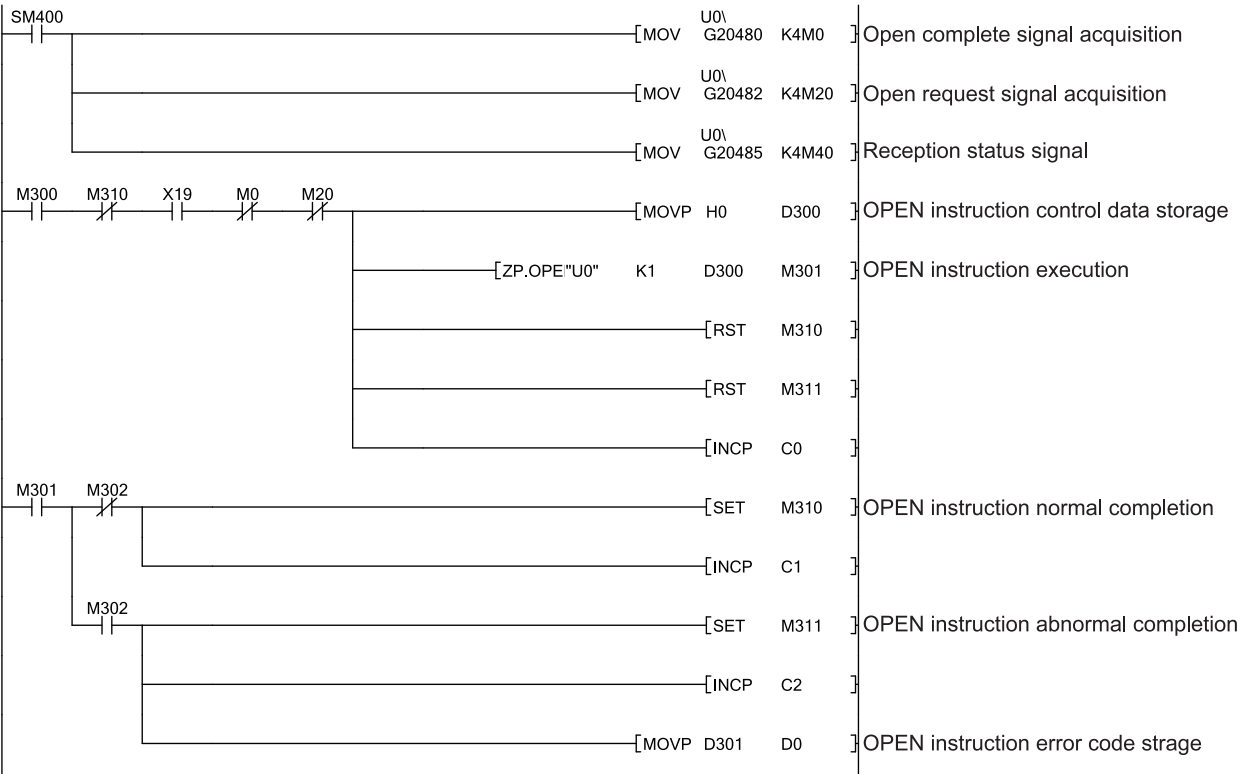 SM400
U0\
[MOV G20480 K4M0 ] Open complete signal acquisition
U0\
[MOV G20482 K4M20 ] Open request signal acquisition
U0\
[MOV G20485 K4M40 ] Reception status signal
M300 M310 X19 M0 M20
[MOVP H0 D300 ] OPEN instruction control data storage
[ZP.OPE "U0" K1 D300 M301 ] OPEN instruction execution
[RST M310 ]
[RST M311 ]
[INCP C0 ]
M301 M302
[SET M310 ] OPEN instruction normal completion
[INCP C1 ]
M302
[SET M311 ] OPEN instruction abnormal completion
[INCP C2 ]
[MOVP D301 D0 ] OPEN instruction error code strage